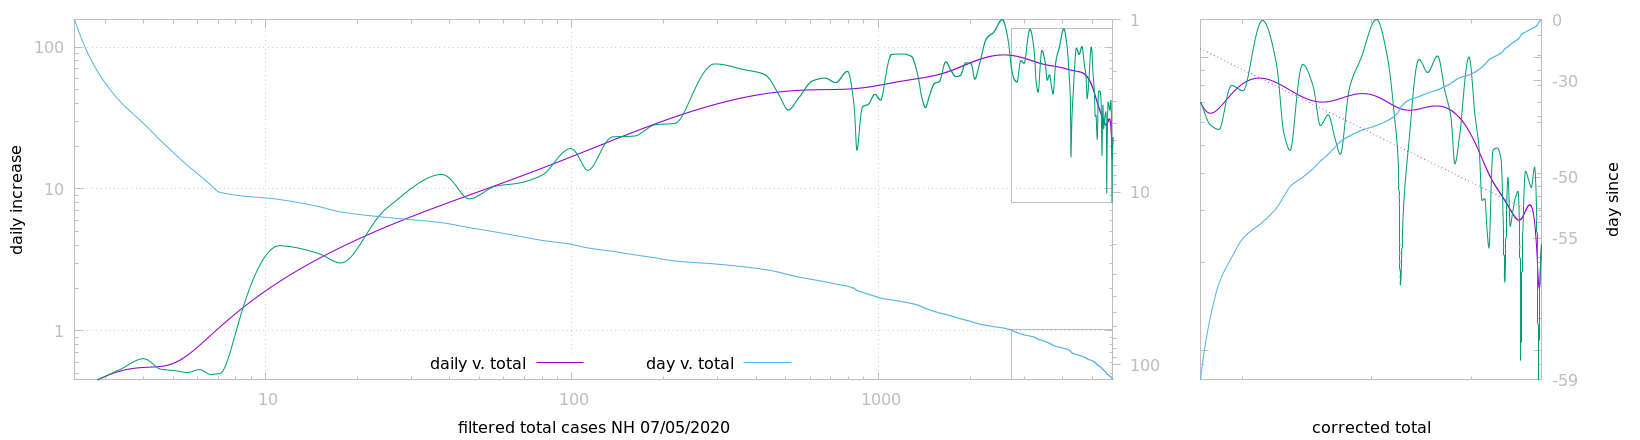 daily increase
100
10
1
10
100
1000
1
10
100
daily v. total
day v. total
filtered total cases NH 07/05/2020
0
-30
-50
-55
-59
day since
corrected total